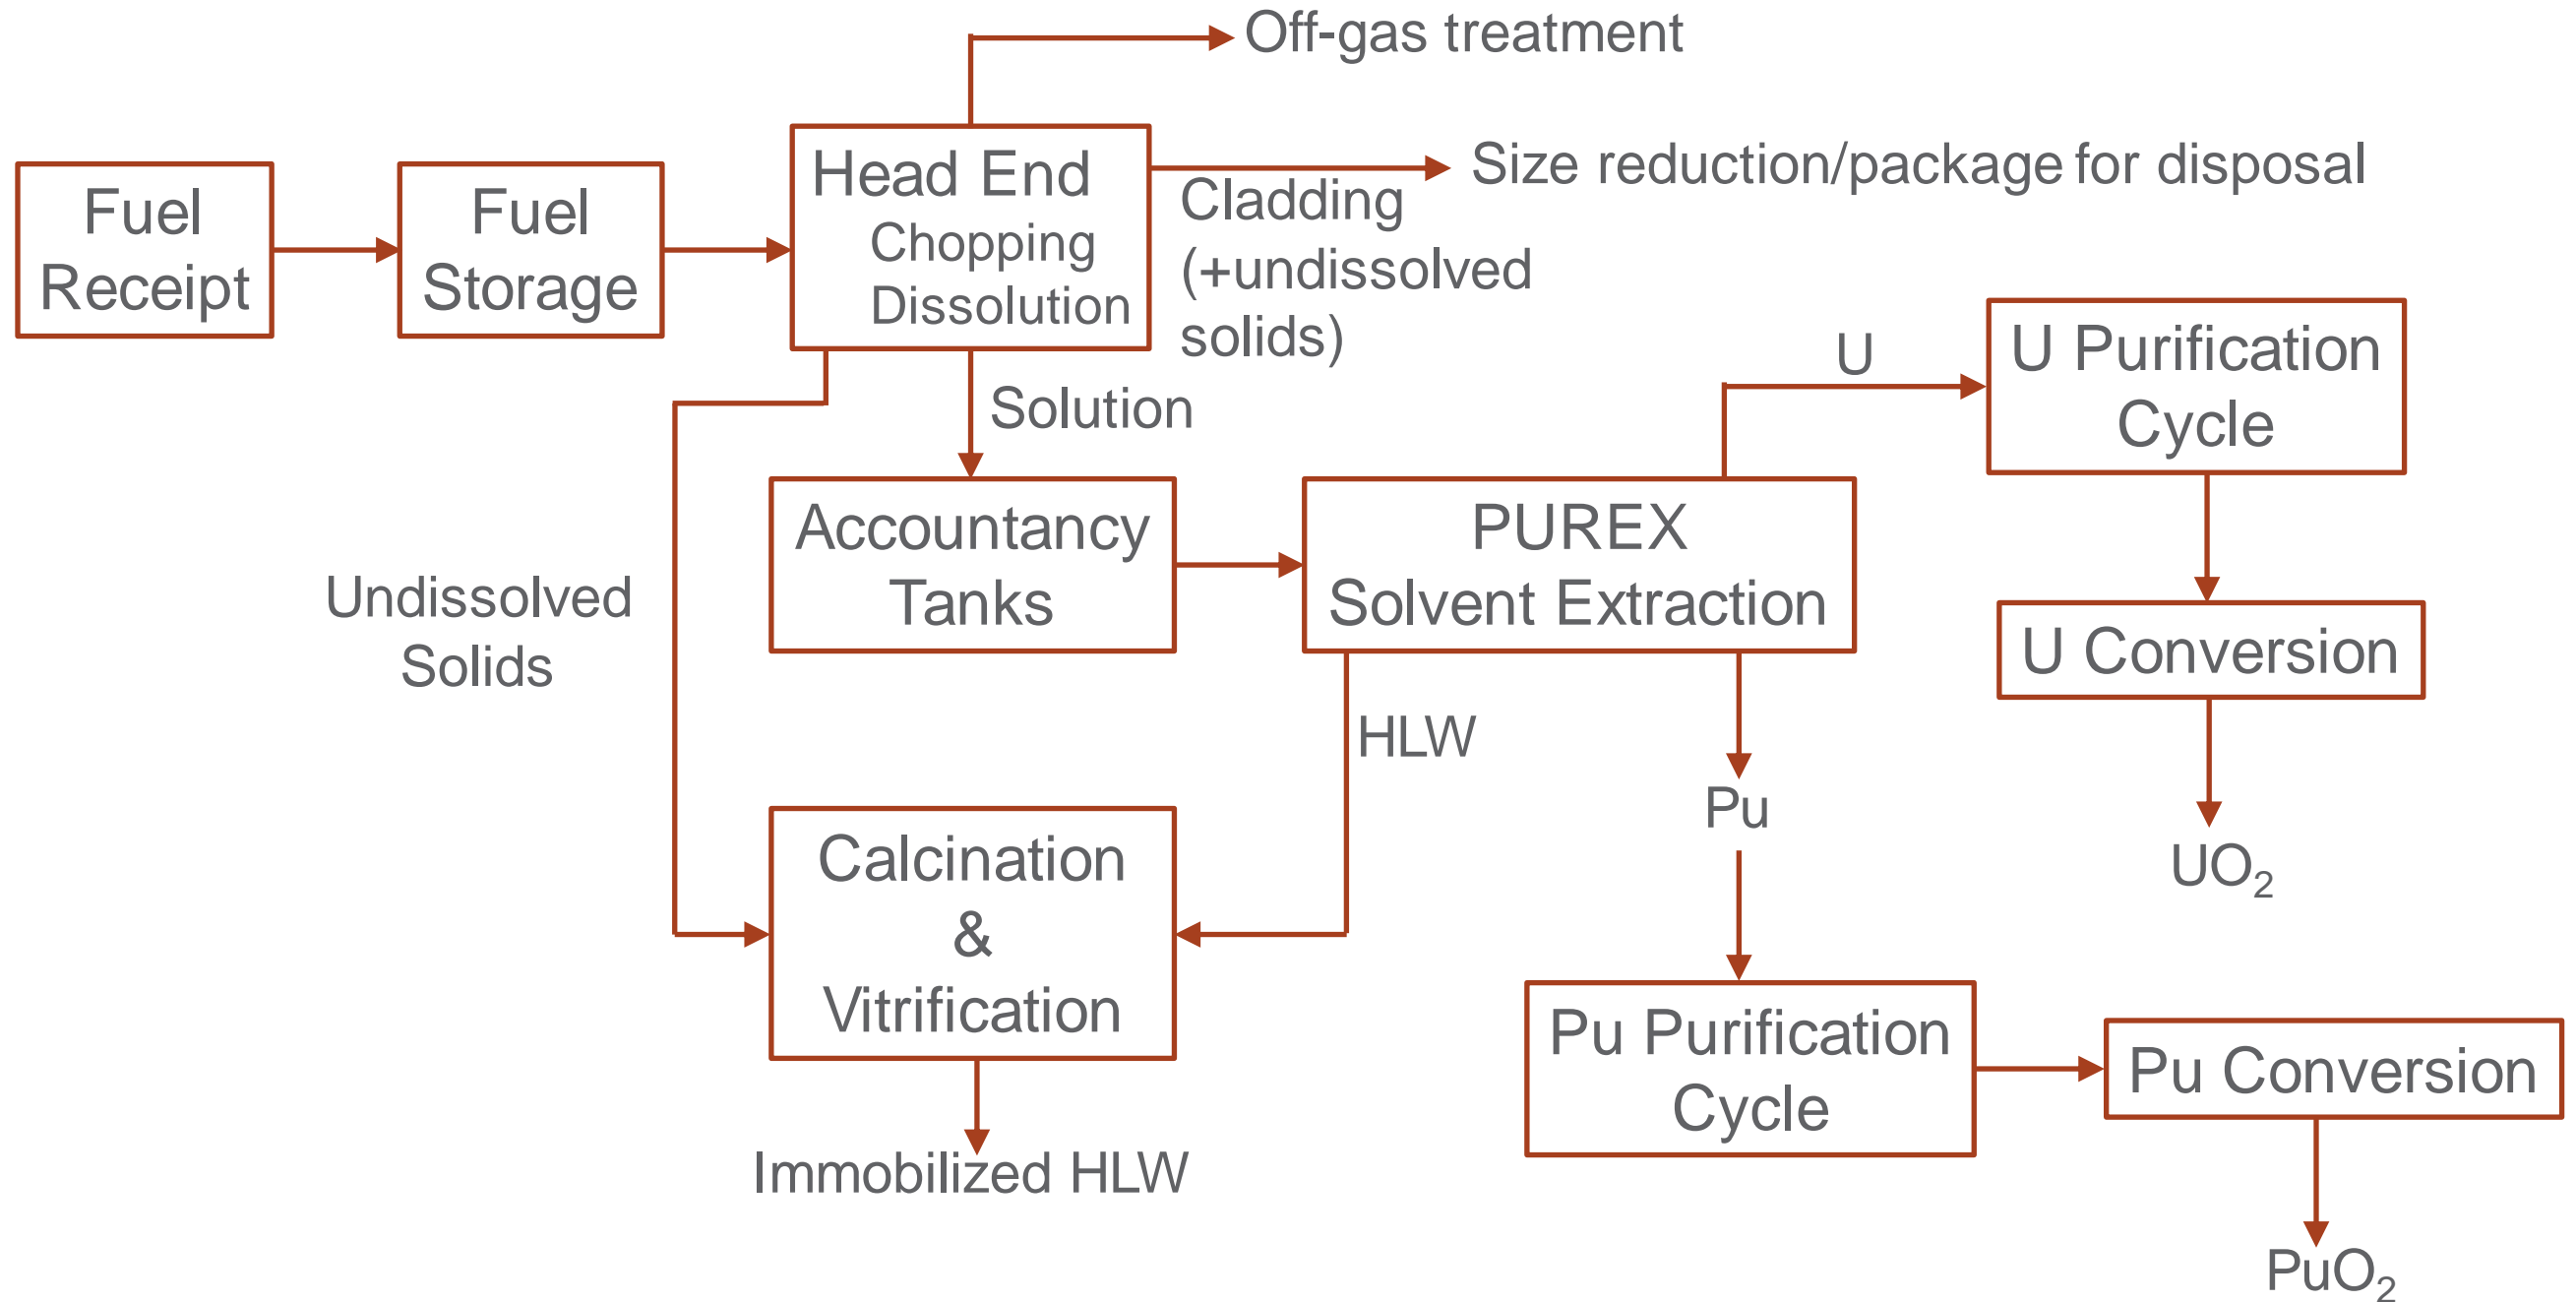 Off-gas treatment
Fuel
Receipt
Fuel
Storage
Head End
Chopping
Dissolution
Size reduction/package for disposal
Cladding
(+undissolved
solids)
Solution
U
U Purification
Cycle
Accountancy
Tanks
PUREX
Solvent Extraction
Undissolved
Solids
U Conversion
HLW
Pu
UO₂
Calcination
&
Vitrification
Pu Purification
Cycle
Pu Conversion
Immobilized HLW
PuO₂